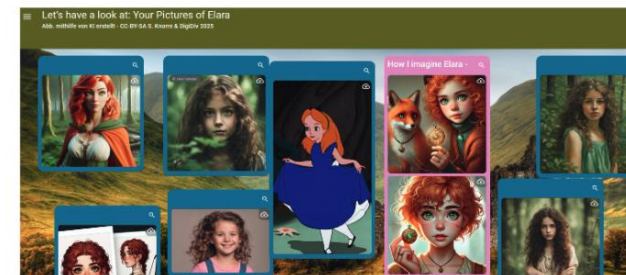 Let's have a look at: Your Pictures of Elara
Abb. mithilfe von KI erstellt - CC-BY-SA S. Knorre & DigiDiv 2025
How I imagine Elara -